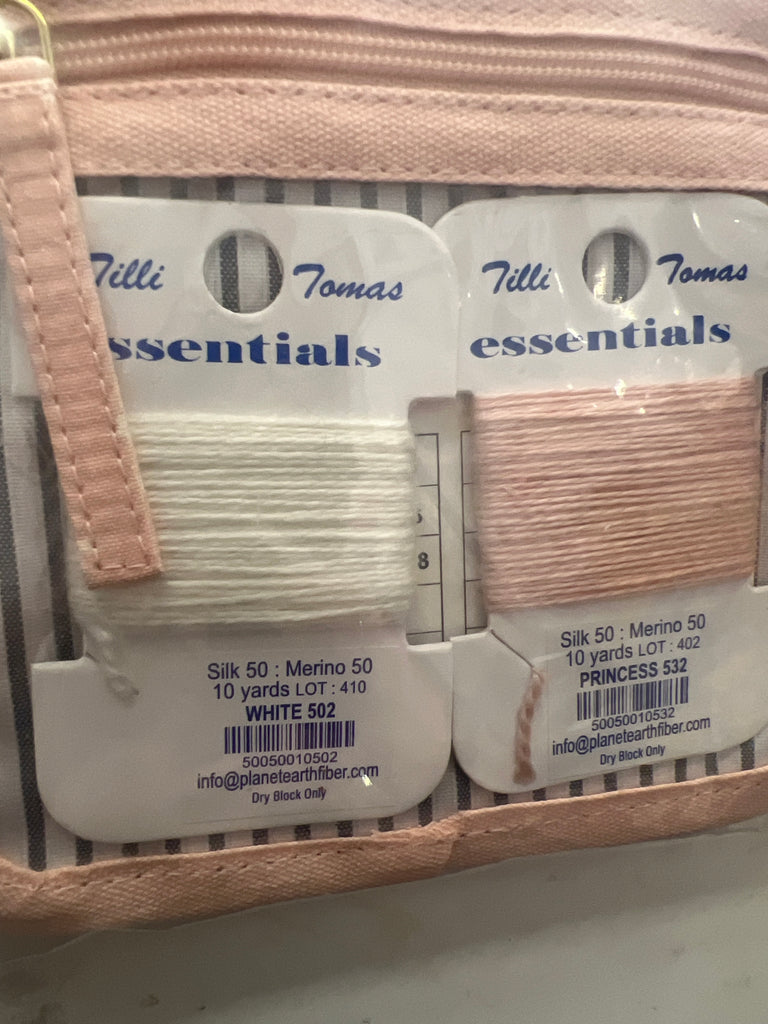 Tilli Tomas
ssentials
Silk 50 : Merino 50
10 yards LOT : 410
WHITE 502
50050010502
info@planetearthfiber.com
Dry Block Only
8
Tilli Tomas
essentials
Silk 50 : Merino 50
10 yards LOT : 402
PRINCESS 532
50050010532
info@planetearthfiber.com
Dry Block Only